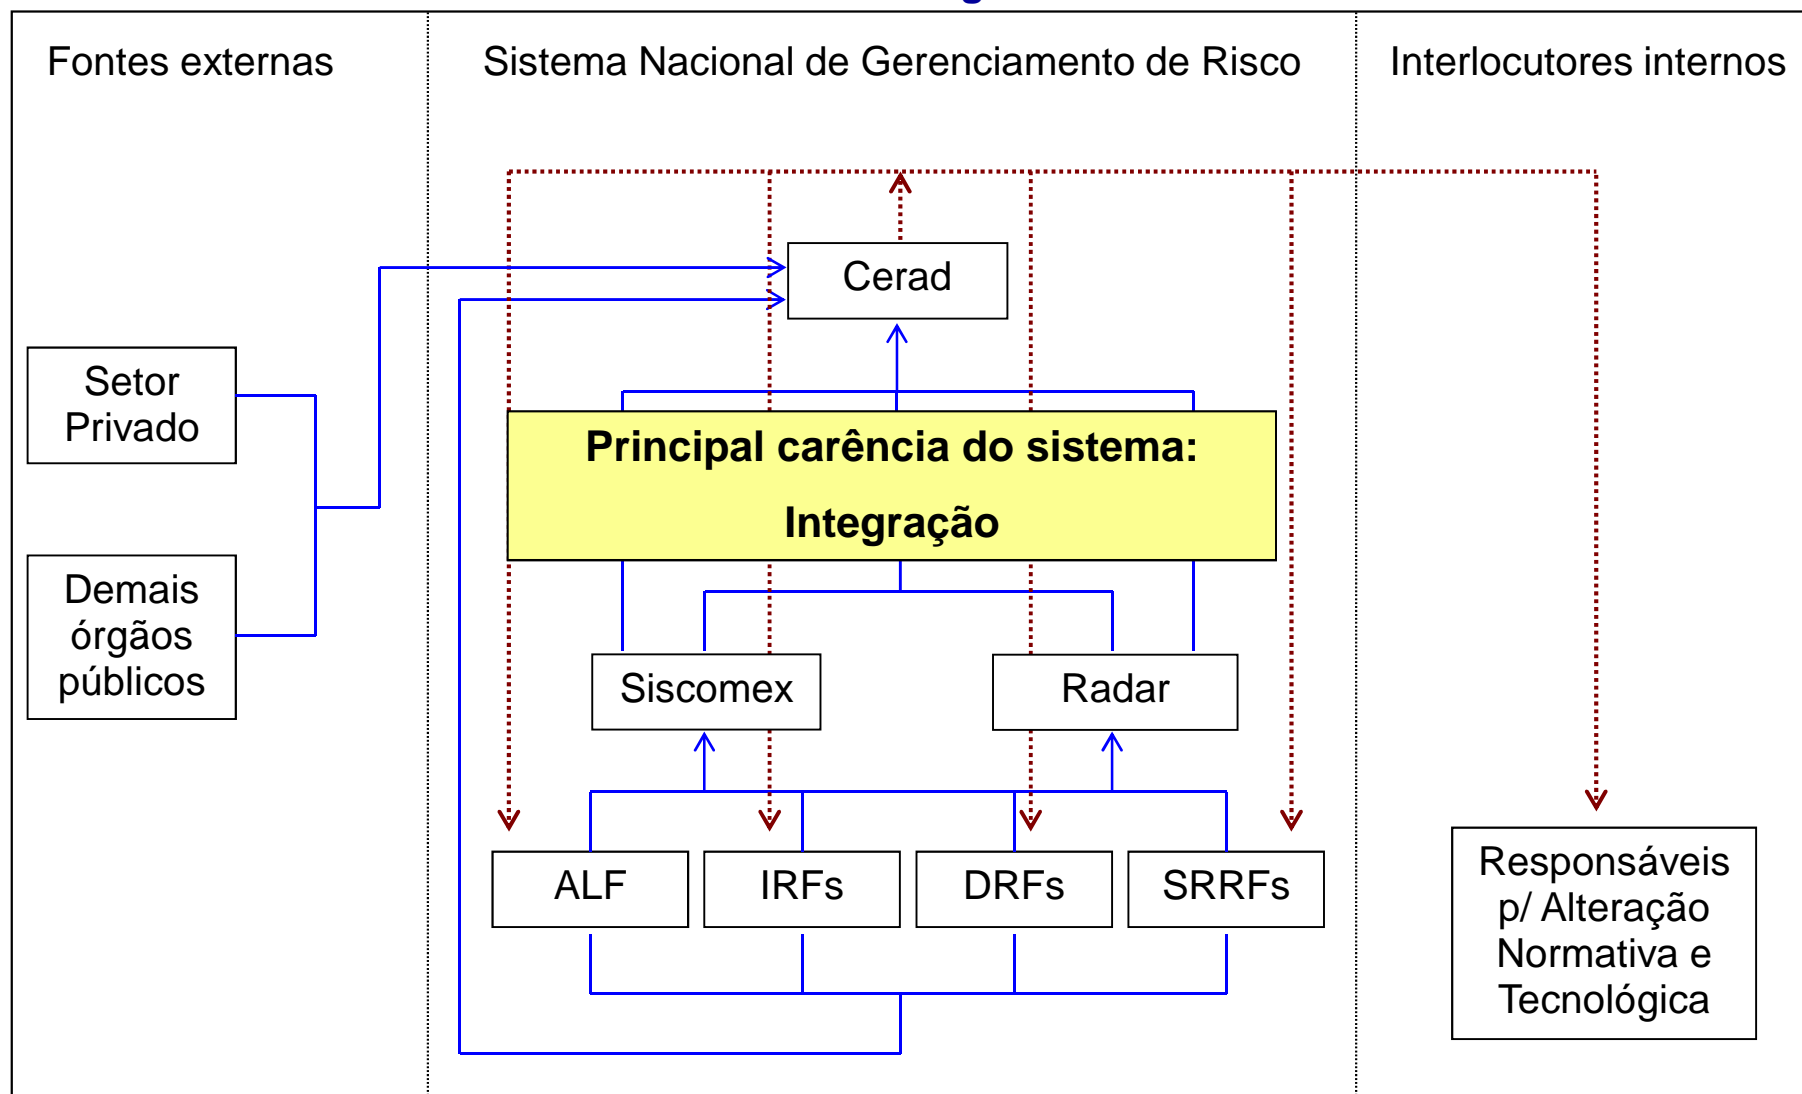 Fontes externas
Sistema Nacional de Gerenciamento de Risco
Interlocutores internos
Cerad
Setor
Privado
Principal carência do sistema:
Integração
Demais
órgãos
públicos
Siscomex
Radar
ALF
IRFs
DRFs
SRRFs
Responsáveis
p/ Alteração
Normativa e
Tecnológica